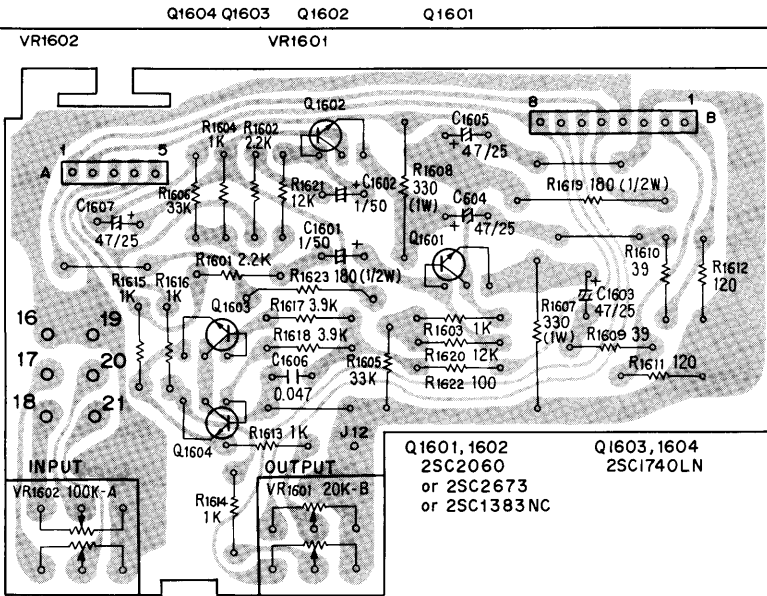 Q1604 Q1603 Q1602 Q1601
VR1602 VR1601
Q1602
C1605
47/25
8 1
B
R1604
1K
R1602
2.2K
1 5
A
R1606
33K
R1621
12K
C1602
1/50
R1608
330
(1W)
R1619 180 (1/2W)
C1607
47/25
C604
47/25
C1601
1/50
Q1601
R1601 2.2K
R1610
39
R1612
120
R1615
1K
R1616
1K
R1623 180 (1/2W)
Q1603
R1617 3.9K
C1603
47/25
R1607
330
(1W)
16 19
R1618 3.9K
R1603 1K
R1609 39
17 20
C1606
0.047
R1605
33K
R1620 12K
R1622 100
R1611 120
18 21
Q1604
R1613 1K
J12
Q1601,1602
2SC2060
or 2SC2673
or 2SC1383NC
Q1603,1604
2SC1740LN
INPUT
VR1602 100K-A
R1614
1K
OUTPUT
VR1601 20K-B